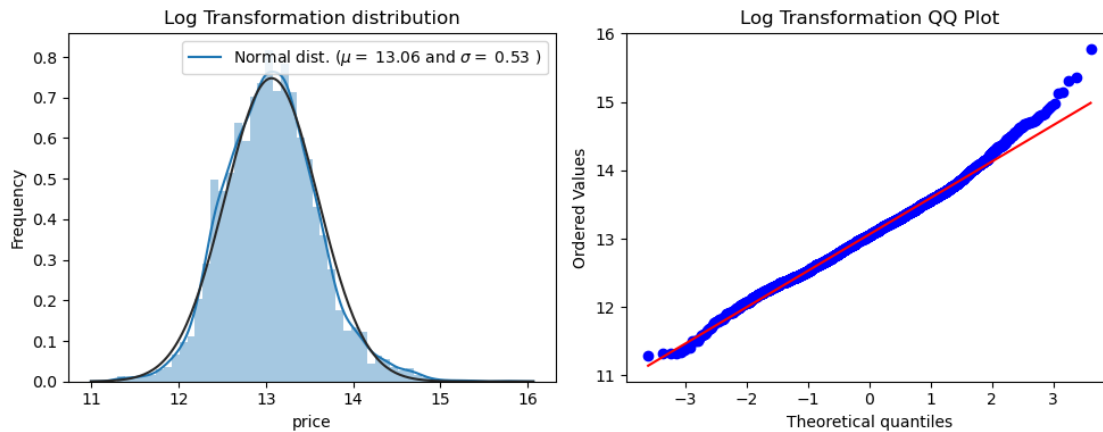 Log Transformation distribution
Normal dist. (μ = 13.06 and σ = 0.53 )
Frequency
0.8
0.7
0.6
0.5
0.4
0.3
0.2
0.1
0.0
11 12 13 14 15 16
price
Log Transformation QQ Plot
Ordered Values
16
15
14
13
12
11
−3 −2 −1 0 1 2 3
Theoretical quantiles